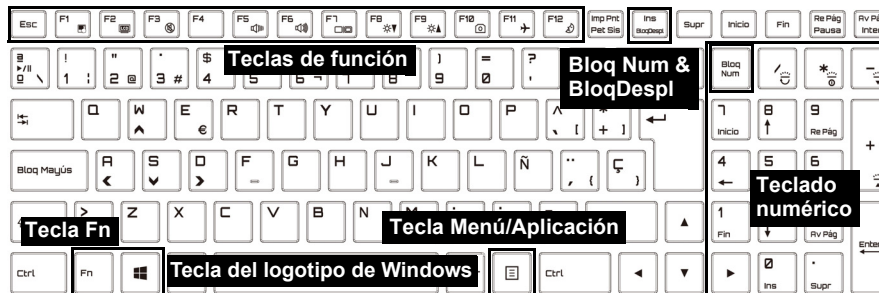 Esc F1 F2 F3 F4 F5 F6 F7 F8 F9 F10 F11 F12 Imp Pnt Pet Sis Ins BloqDespl Supr Inicio Fin Re Pág Pausa Inter
Teclas de función
Bloq Num &
BloqDespl
ª º \ ! 1 ¦ " 2 @ · 3 # $ 4 5 6 ¬ 7 8 ) 9 = 0 ? ' Bloq Num / * -
Q W E € R T Y U I O P ^ ` [ * + ] 7 Inicio 8 9 Re Pág +
Bloq Mayús A S D F G H J K L Ñ ¨ ´ { Ç } 4 5 6
Teclado
numérico
> Z X C V B N 1 Fin Av Pág Enter
Tecla Fn
Tecla Menú/Aplicación
Ctrl Fn Ctrl 0 Ins . Supr
Tecla del logotipo de Windows